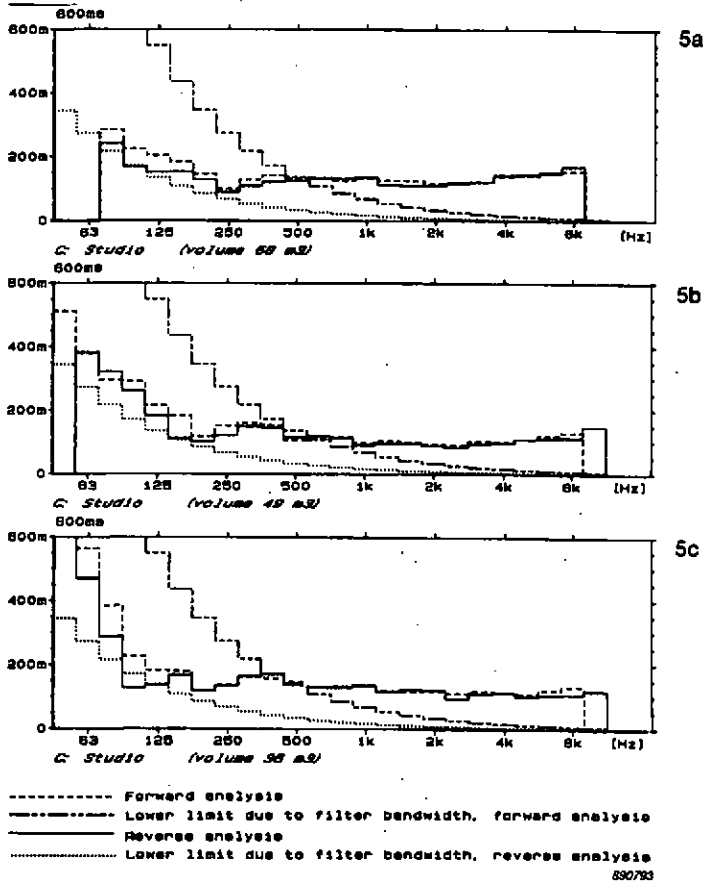 600ms
600m
400m
200m
0
63 125 250 500 1k 2k 4k 8k [Hz]
C: Studio (volume 68 m3)
5a
600ms
600m
400m
200m
0
63 125 250 500 1k 2k 4k 8k [Hz]
C: Studio (volume 49 m3)
5b
600ms
600m
400m
200m
0
63 125 250 500 1k 2k 4k 8k [Hz]
C: Studio (volume 36 m3)
5c
Forward analysis
Lower limit due to filter bandwidth, forward analysis
Reverse analysis
Lower limit due to filter bandwidth, reverse analysis
890793